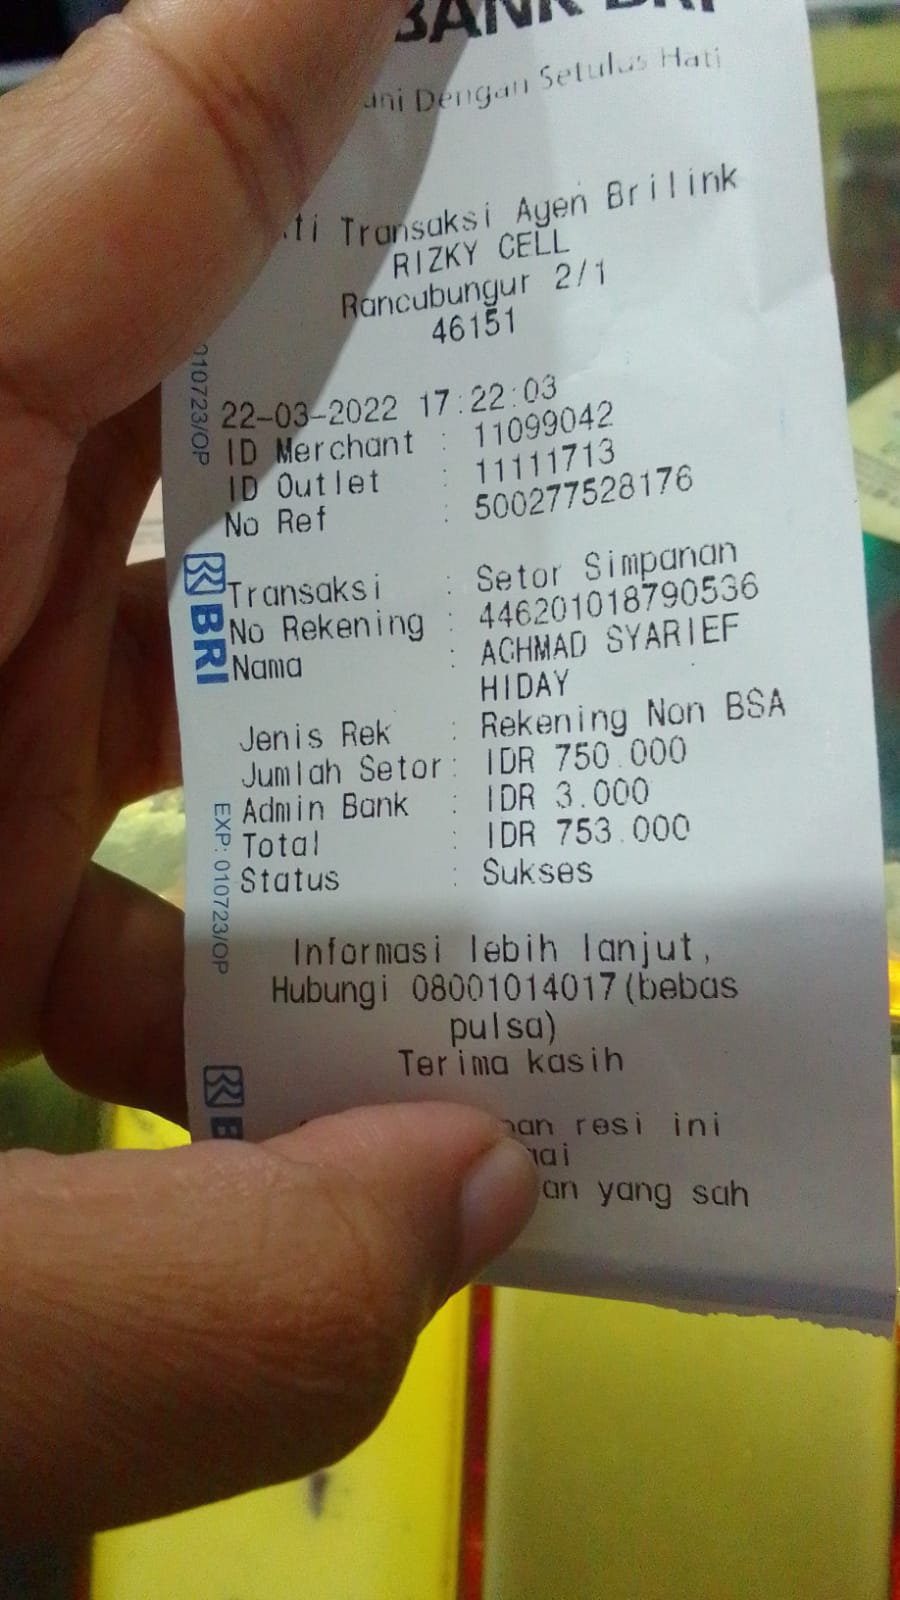 BANK BRI
ani Dengan Setulus Hati
ti Transaksi Agen Brilink
RIZKY CELL
Rancabungur 2/1
46151
22-03-2022 17:22:03
ID Merchant : 11099042
ID Outlet : 11111713
No Ref : 500277528176
Transaksi : Setor Simpanan
No Rekening : 446201018790536
Nama : ACHMAD SYARIEF
HIDAY
Jenis Rek : Rekening Non BSA
Jumlah Setor: IDR 750.000
Admin Bank : IDR 3.000
Total : IDR 753.000
Status : Sukses
Informasi lebih lanjut,
Hubungi 08001014017(bebas
pulsa)
Terima kasih
resi ini
yang sah
010723/OP
BRI
EXP: 010723/OP
B